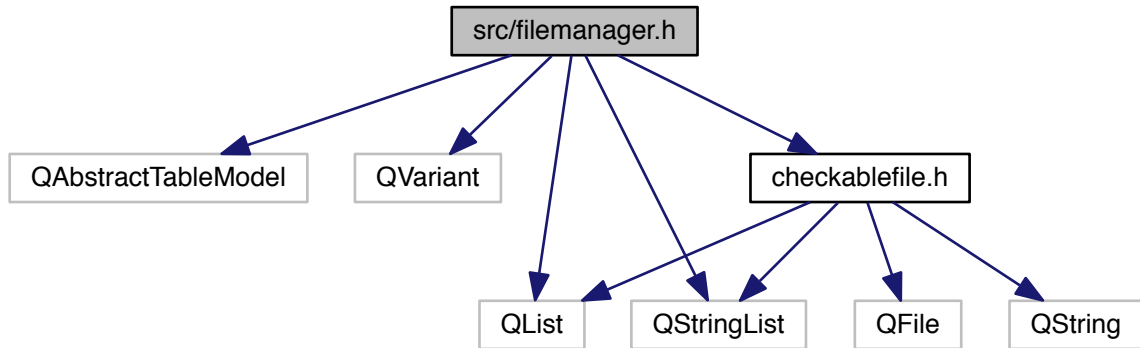 src/filemanager.h
QAbstractTableModel
QVariant
checkablefile.h
QList
QStringList
QFile
QString